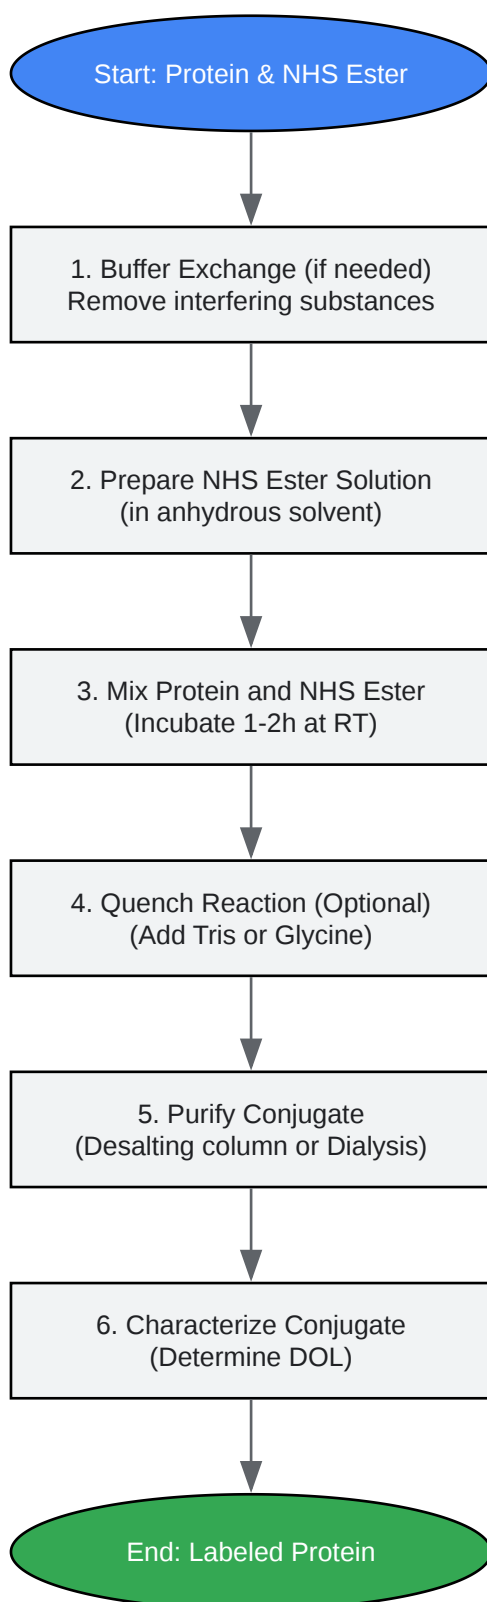 Start: Protein & NHS Ester
1. Buffer Exchange (if needed)
Remove interfering substances
2. Prepare NHS Ester Solution
(in anhydrous solvent)
3. Mix Protein and NHS Ester
(Incubate 1-2h at RT)
4. Quench Reaction (Optional)
(Add Tris or Glycine)
5. Purify Conjugate
(Desalting column or Dialysis)
6. Characterize Conjugate
(Determine DOL)
End: Labeled Protein